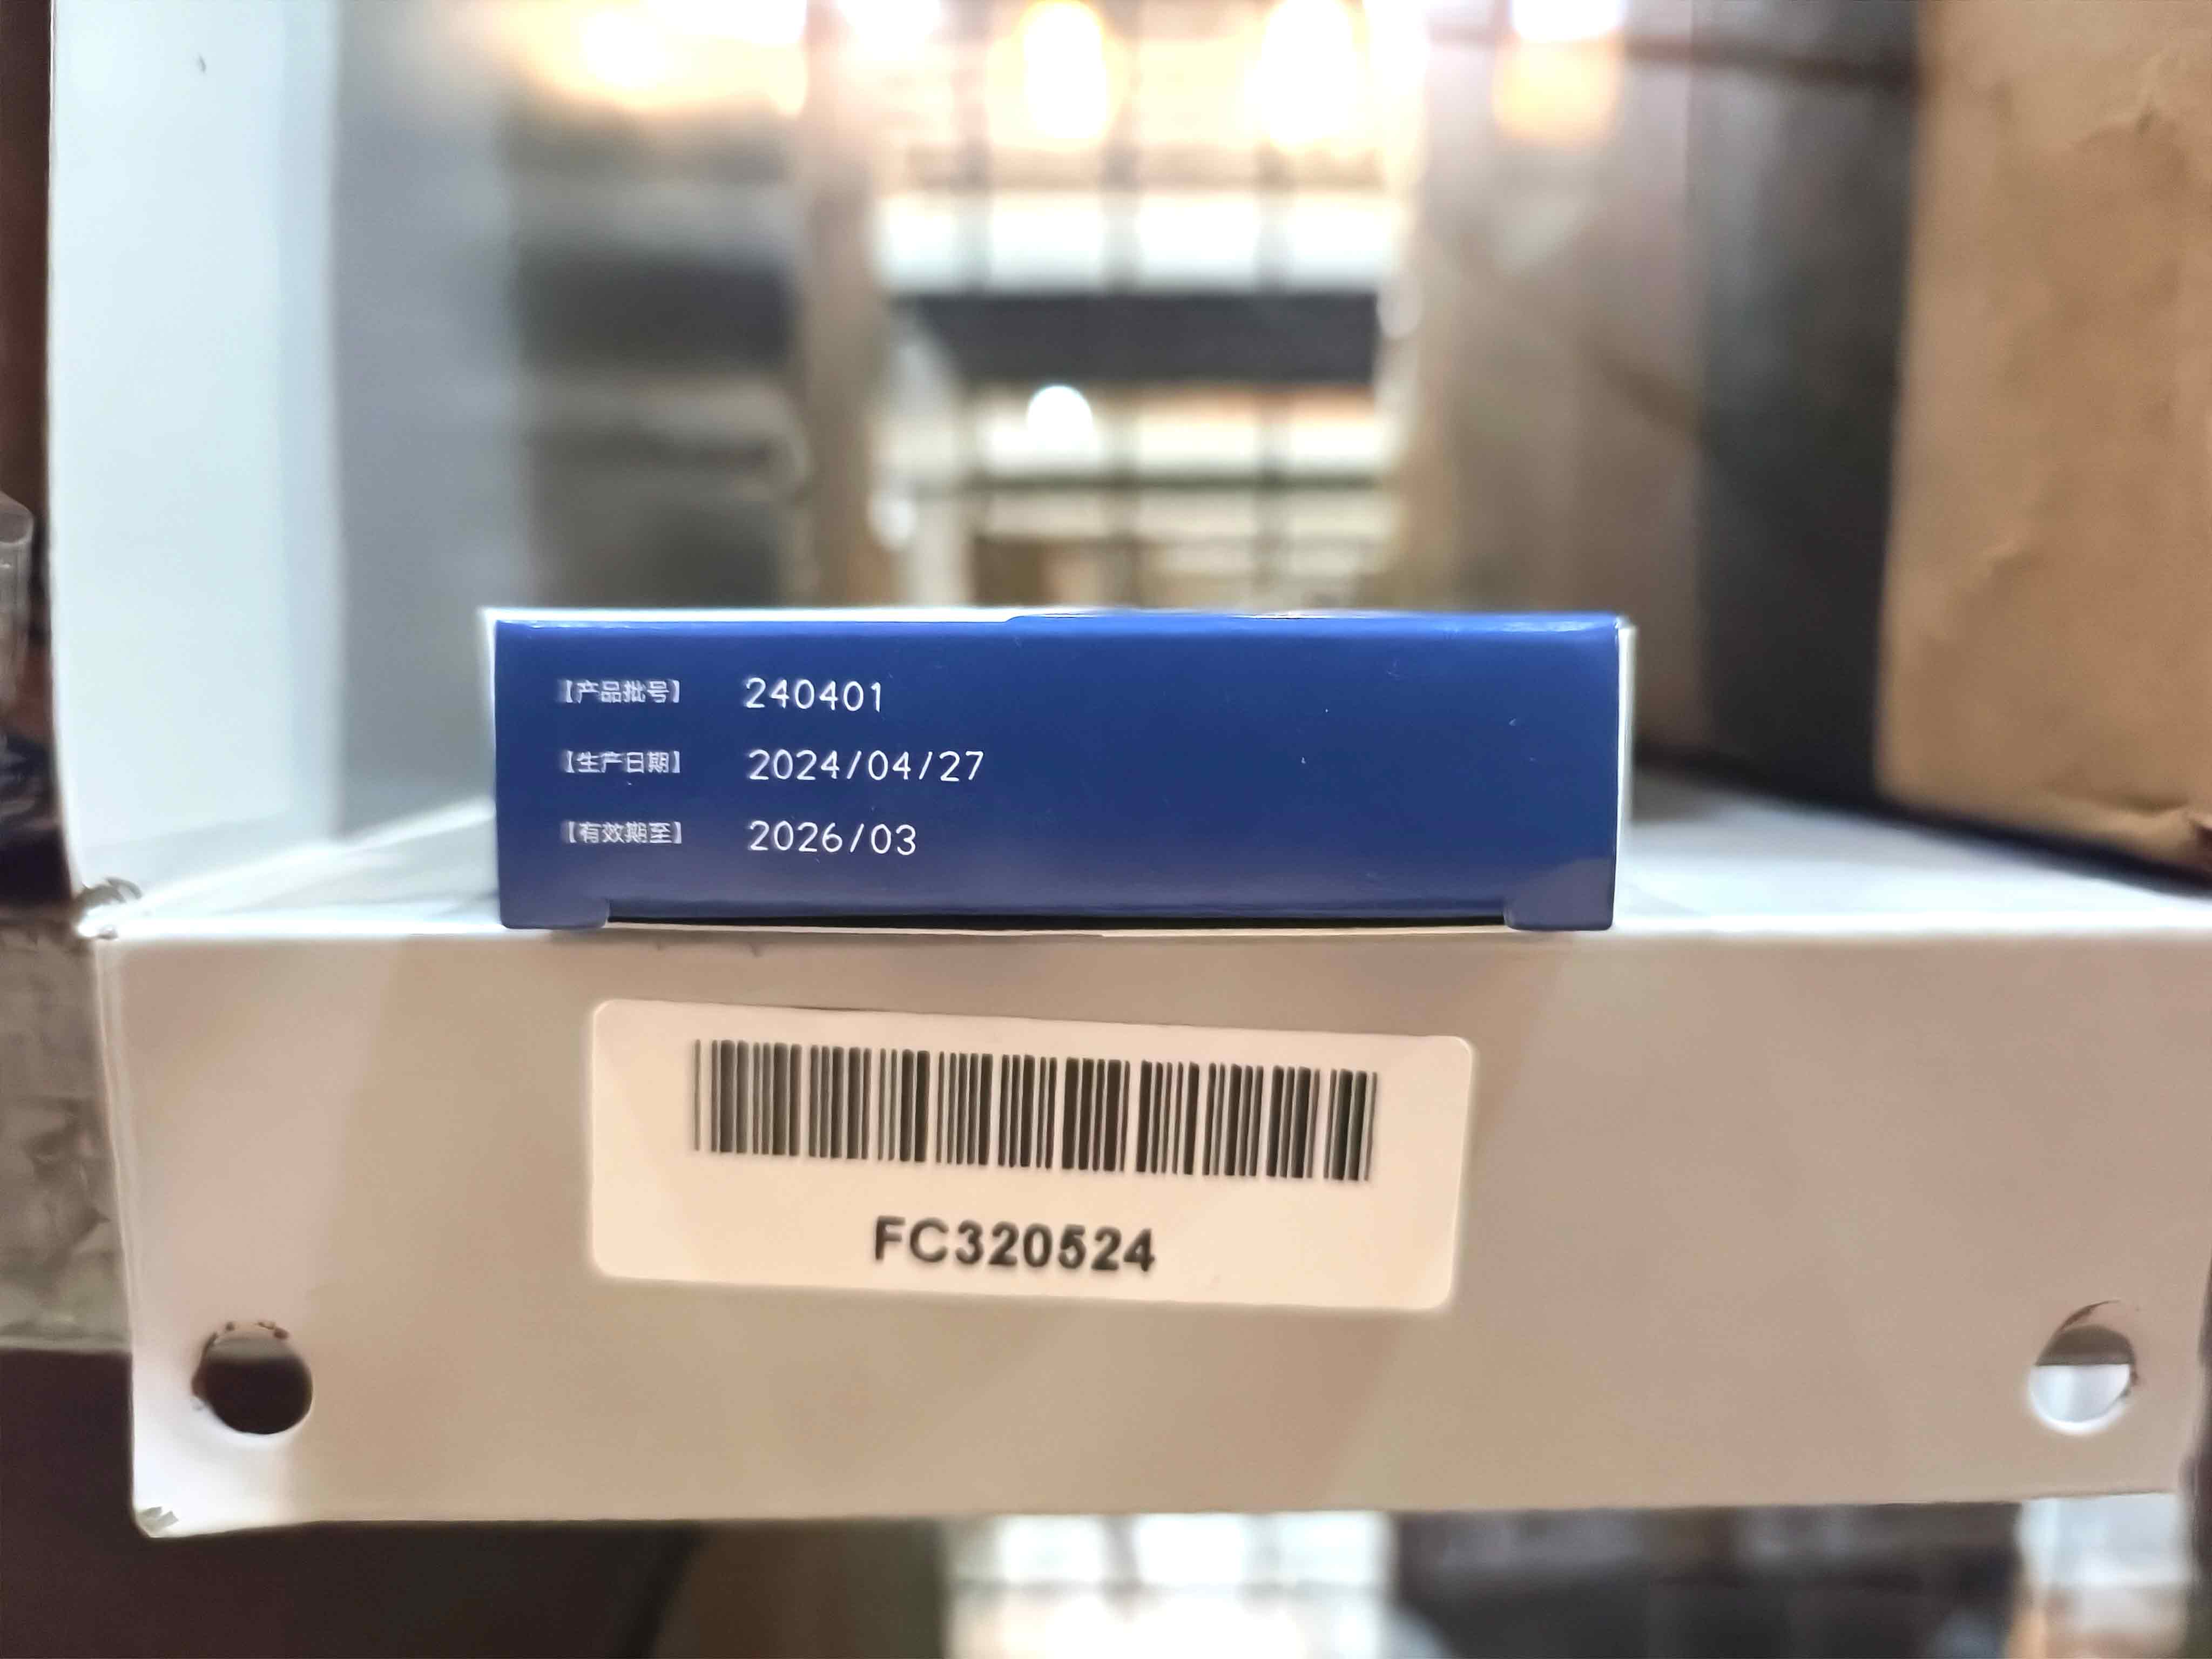 【产品批号】 240401
【生产日期】 2024/04/27
【有效期至】 2026/03
FC320524